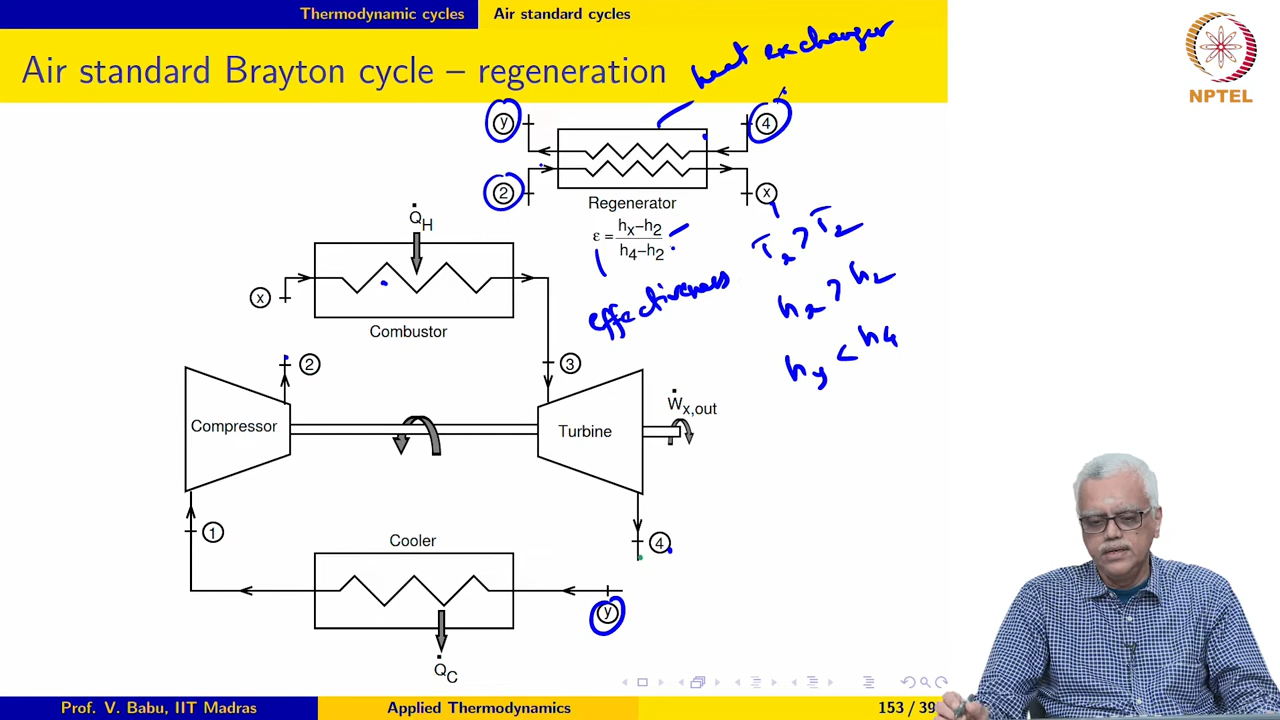 Thermodynamic cycles Air standard cycles
Air standard Brayton cycle – regeneration
NPTEL
heat exchanger
y
4
2
x
Regenerator
ε = hx–h2 / h4–h2
effectiveness
Tx > T2
hx > h2
hy < h4
Q̇H
x
Combustor
2
3
Compressor
Turbine
Ẇx,out
1
4
Cooler
y
Q̇C
Prof. V. Babu, IIT Madras Applied Thermodynamics 153 / 39